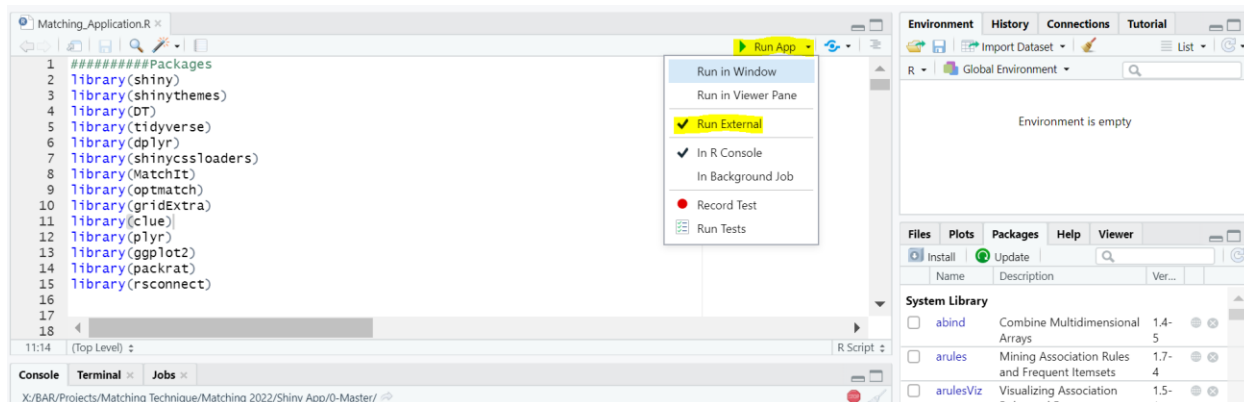 Matching_Application.R
Run App
1 ##########Packages
2 library(shiny)
3 library(shinythemes)
4 library(DT)
5 library(tidyverse)
6 library(dplyr)
7 library(shinycssloaders)
8 library(MatchIt)
9 library(optmatch)
10 library(gridExtra)
11 library(clue)
12 library(plyr)
13 library(ggplot2)
14 library(packrat)
15 library(rsconnect)
16
17
18
Run in Window
Run in Viewer Pane
Run External
In R Console
In Background Job
Record Test
Run Tests
11:14 (Top Level) R Script
Console Terminal Jobs
X:/BAR/Projects/Matching Technique/Matching 2022/Shiny App/0-Master/
Environment History Connections Tutorial
Import Dataset List
R Global Environment
Environment is empty
Files Plots Packages Help Viewer
Install Update
Name Description Ver...
System Library
abind Combine Multidimensional 1.4-
Arrays 5
arules Mining Association Rules 1.7-
and Frequent Itemsets 4
arulesViz Visualizing Association 1.5-